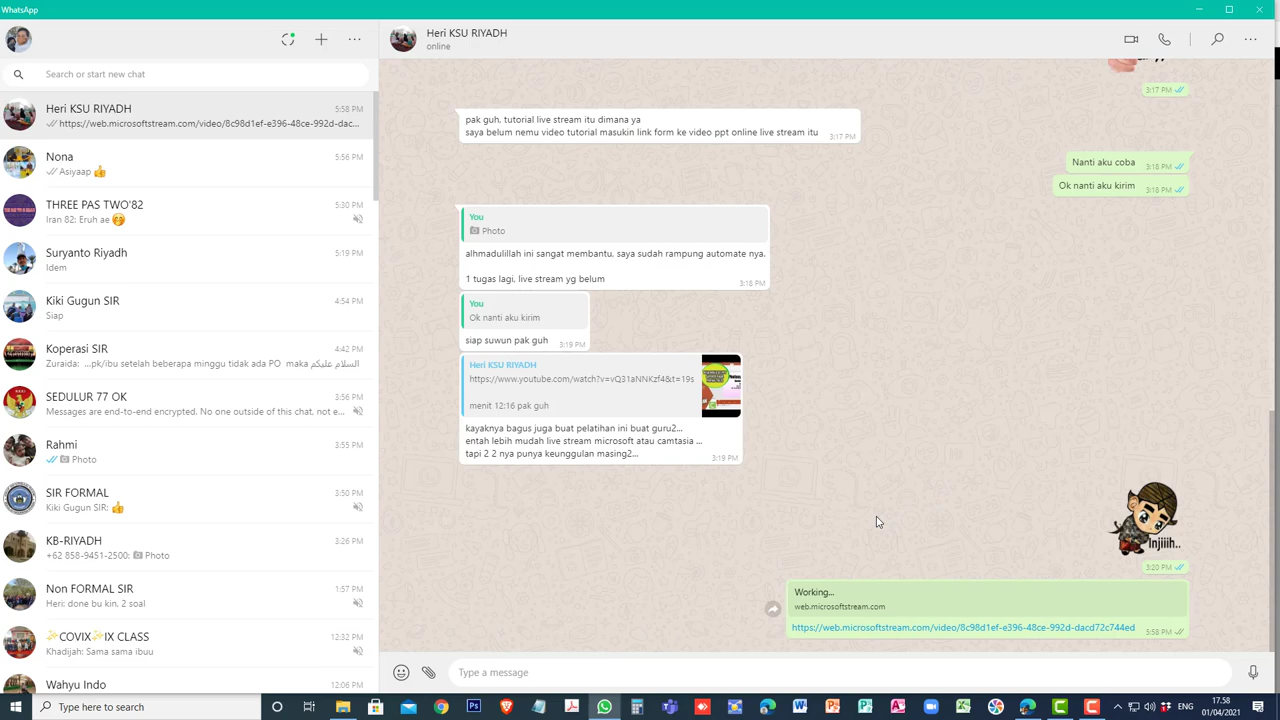 WhatsApp
Search or start new chat
Heri KSU RIYADH
5:58 PM
https://web.microsoftstream.com/video/8c98d1ef-e396-48ce-992d-dac...
Nona
5:56 PM
Asiyaap 👍
THREE PAS TWO'82
5:30 PM
Iran 82: Eruh ae 🤭
Suryanto Riyadh
5:19 PM
Idem
Kiki Gugun SIR
4:54 PM
Siap
Koperasi SIR
4:42 PM
Zuraida: ...pk/ibu setelah beberapa minggu tidak ada PO maka السلام عليكم
SEDULUR 77 OK
3:56 PM
Messages are end-to-end encrypted. No one outside of this chat, not e...
Rahmi
3:55 PM
Photo
SIR FORMAL
3:50 PM
Kiki Gugun SIR: 👍
KB-RIYADH
3:26 PM
+62 858-9451-2500: Photo
Non FORMAL SIR
1:57 PM
Heri: done bu kin, 2 soal
✨COVIX✨IX CLASS
12:32 PM
Khadijah: Sama sama ibuu
Wahyu Indo
12:06 PM
Heri KSU RIYADH
online
3:17 PM
pak guh, tutorial live stream itu dimana ya
saya belum nemu video tutorial masukin link form ke video ppt online live stream itu
3:17 PM
Nanti aku coba
3:18 PM
Ok nanti aku kirim
3:18 PM
You
Photo
alhmadulillah ini sangat membantu, saya sudah rampung automate nya.
1 tugas lagi, live stream yg belum
3:18 PM
You
Ok nanti aku kirim
siap suwun pak guh
3:19 PM
Heri KSU RIYADH
https://www.youtube.com/watch?v=vQ31aNNKzf4&t=19s
menit 12:16 pak guh
kayaknya bagus juga buat pelatihan ini buat guru2...
entah lebih mudah live stream microsoft atau camtasia ...
tapi 2 2 nya punya keunggulan masing2...
3:19 PM
Injiiih..
3:20 PM
Working...
web.microsoftstream.com
https://web.microsoftstream.com/video/8c98d1ef-e396-48ce-992d-dacd72c744ed
5:58 PM
Type a message
Type here to search
ENG
17.58
01/04/2021